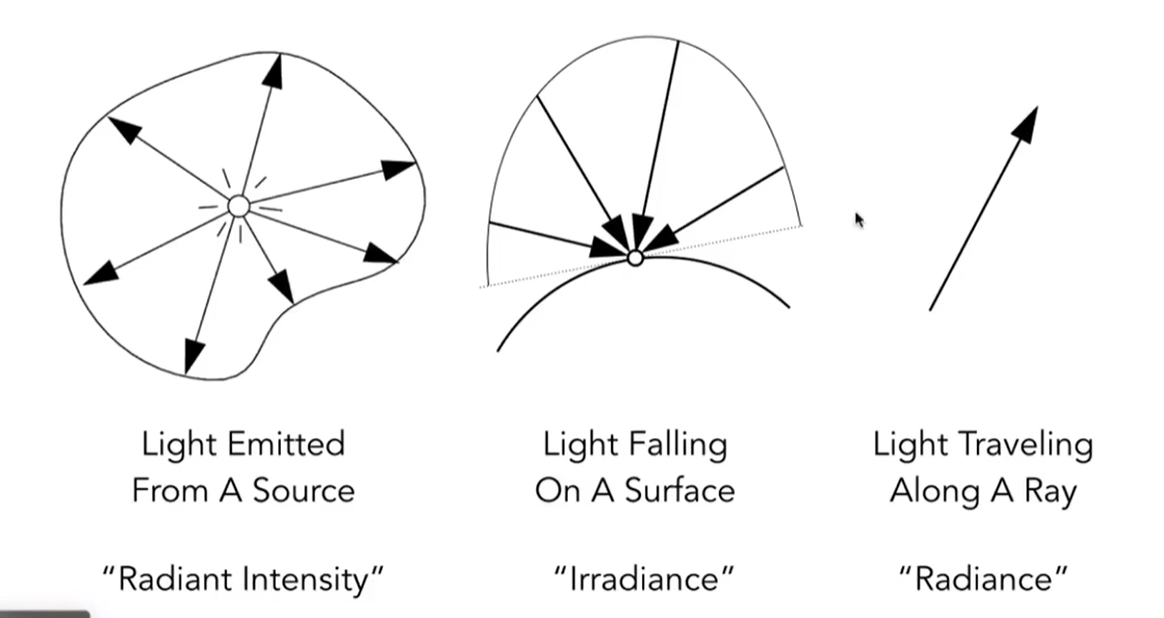 Light Emitted
From A Source
"Radiant Intensity"
Light Falling
On A Surface
"Irradiance"
Light Traveling
Along A Ray
"Radiance"